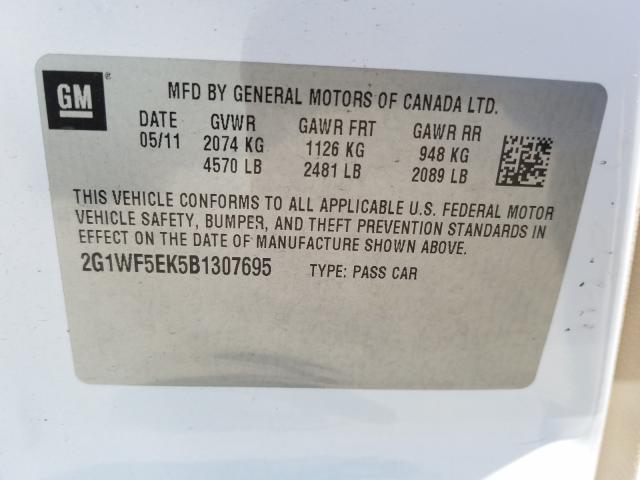 GM ®
MFD BY GENERAL MOTORS OF CANADA LTD.
DATE GVWR GAWR FRT GAWR RR
05/11 2074 KG 1126 KG 948 KG
4570 LB 2481 LB 2089 LB
THIS VEHICLE CONFORMS TO ALL APPLICABLE U.S. FEDERAL MOTOR
VEHICLE SAFETY, BUMPER, AND THEFT PREVENTION STANDARDS IN
EFFECT ON THE DATE OF MANUFACTURE SHOWN ABOVE.
2G1WF5EK5B1307695 TYPE: PASS CAR